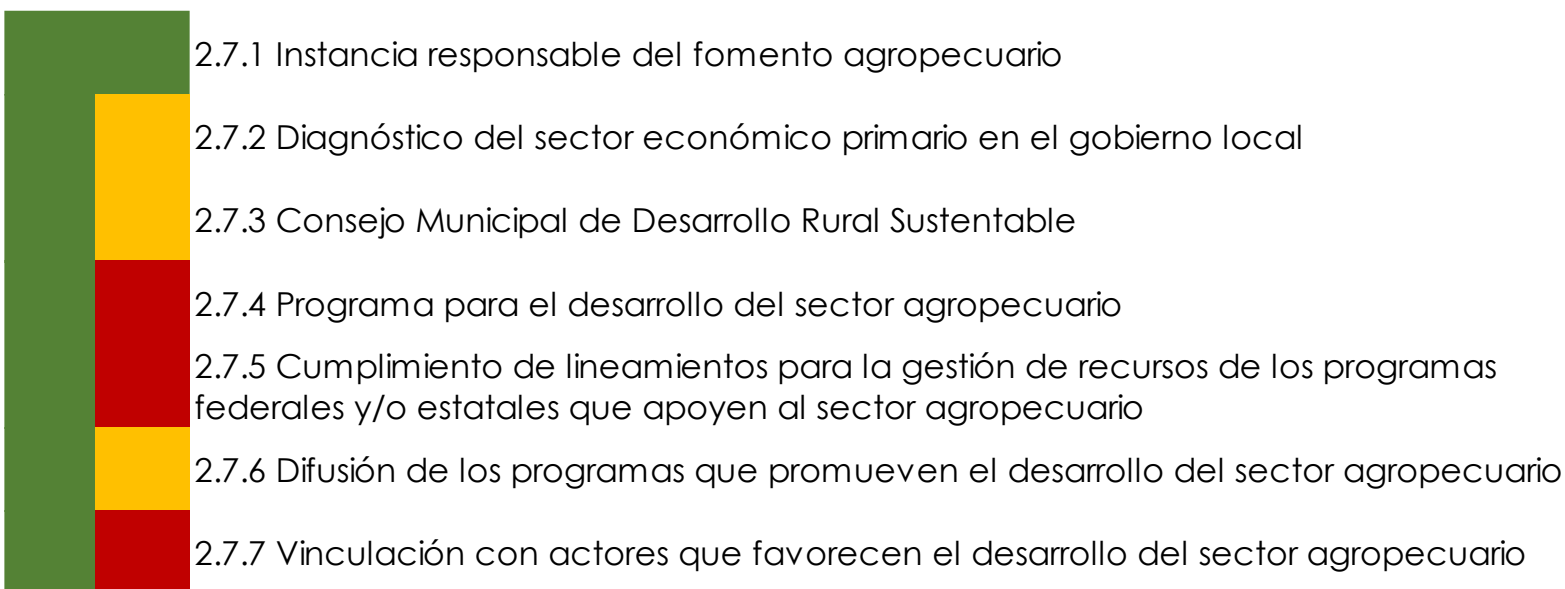 2.7.1 Instancia responsable del fomento agropecuario
2.7.2 Diagnóstico del sector económico primario en el gobierno local
2.7.3 Consejo Municipal de Desarrollo Rural Sustentable
2.7.4 Programa para el desarrollo del sector agropecuario
2.7.5 Cumplimiento de lineamientos para la gestión de recursos de los programas
federales y/o estatales que apoyen al sector agropecuario
2.7.6 Difusión de los programas que promueven el desarrollo del sector agropecuario
2.7.7 Vinculación con actores que favorecen el desarrollo del sector agropecuario